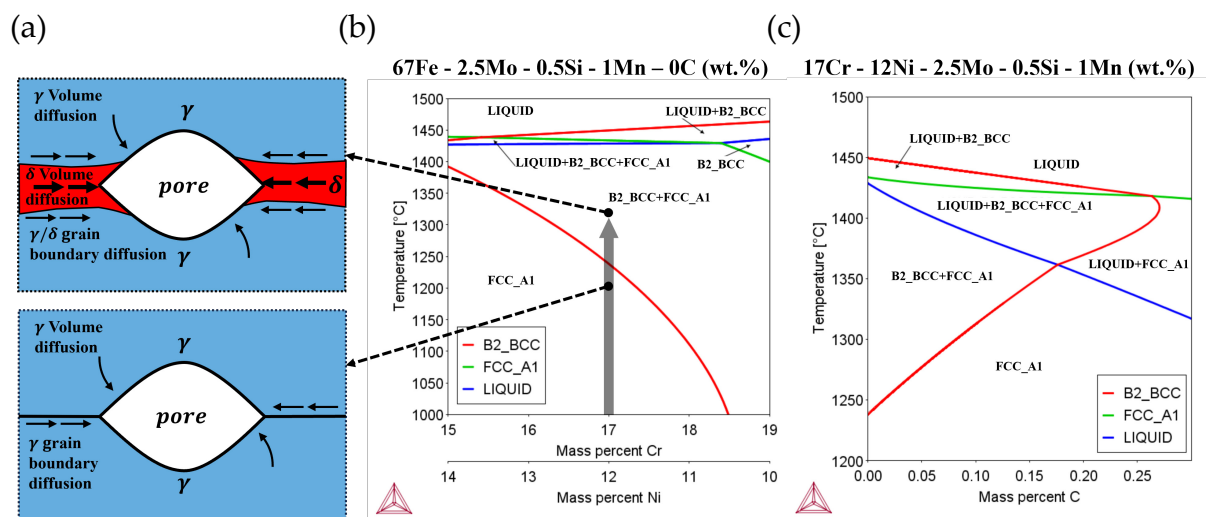 (a)
γ Volume
diffusion
γ
δ Volume
diffusion
pore
δ
γ/δ grain
boundary diffusion
γ
γ Volume
diffusion
γ
pore
γ grain
boundary
diffusion
γ
(b)
67Fe - 2.5Mo - 0.5Si - 1Mn – 0C (wt.%)
1500
1450
1400
1350
1300
1250
1200
1150
1100
1050
1000
Temperature [°C]
LIQUID
LIQUID+B2_BCC
LIQUID+B2_BCC+FCC_A1
B2_BCC
B2_BCC+FCC_A1
FCC_A1
B2_BCC
FCC_A1
LIQUID
15 16 17 18 19
Mass percent Cr
14 13 12 11 10
Mass percent Ni
(c)
17Cr - 12Ni - 2.5Mo - 0.5Si - 1Mn (wt.%)
1500
1450
1400
1350
1300
1250
1200
Temperature [°C]
LIQUID+B2_BCC
LIQUID
LIQUID+B2_BCC+FCC_A1
LIQUID+FCC_A1
B2_BCC+FCC_A1
FCC_A1
B2_BCC
FCC_A1
LIQUID
0.00 0.05 0.10 0.15 0.20 0.25
Mass percent C